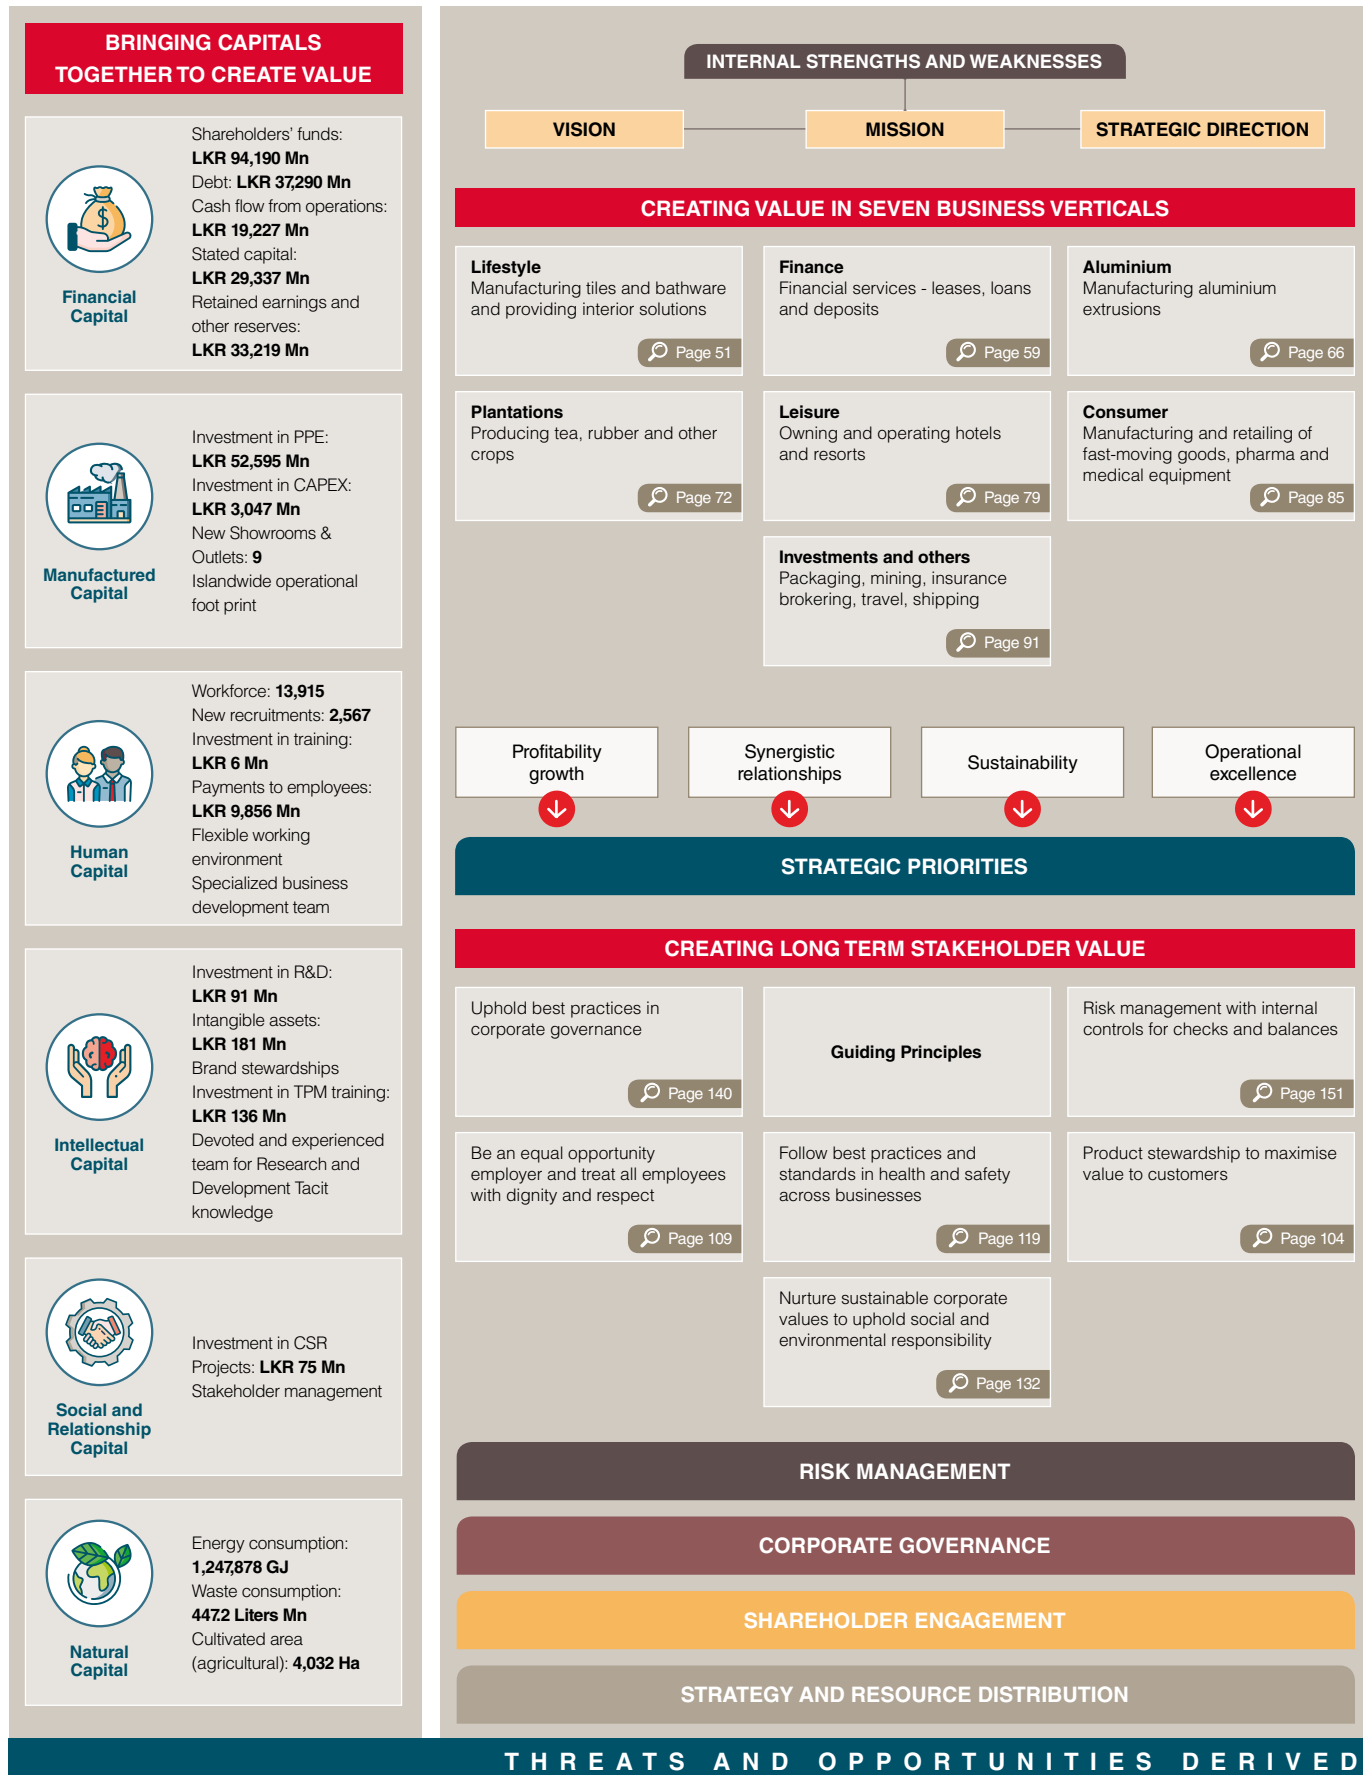 BRINGING CAPITALS
TOGETHER TO CREATE VALUE
Financial
Capital
Shareholders' funds:
LKR 94,190 Mn
Debt: LKR 37,290 Mn
Cash flow from operations:
LKR 19,227 Mn
Stated capital:
LKR 29,337 Mn
Retained earnings and
other reserves:
LKR 33,219 Mn
Manufactured
Capital
Investment in PPE:
LKR 52,595 Mn
Investment in CAPEX:
LKR 3,047 Mn
New Showrooms &
Outlets: 9
Islandwide operational
foot print
Human
Capital
Workforce: 13,915
New recruitments: 2,567
Investment in training:
LKR 6 Mn
Payments to employees:
LKR 9,856 Mn
Flexible working
environment
Specialized business
development team
Intellectual
Capital
Investment in R&D:
LKR 91 Mn
Intangible assets:
LKR 181 Mn
Brand stewardships
Investment in TPM training:
LKR 136 Mn
Devoted and experienced
team for Research and
Development Tacit
knowledge
Social and
Relationship
Capital
Investment in CSR
Projects: LKR 75 Mn
Stakeholder management
Natural
Capital
Energy consumption:
1,247,878 GJ
Waste consumption:
447.2 Liters Mn
Cultivated area
(agricultural): 4,032 Ha
INTERNAL STRENGTHS AND WEAKNESSES
VISION
MISSION
STRATEGIC DIRECTION
CREATING VALUE IN SEVEN BUSINESS VERTICALS
Lifestyle
Manufacturing tiles and bathware
and providing interior solutions
Page 51
Finance
Financial services - leases, loans
and deposits
Page 59
Aluminium
Manufacturing aluminium
extrusions
Page 66
Plantations
Producing tea, rubber and other
crops
Page 72
Leisure
Owning and operating hotels
and resorts
Page 79
Consumer
Manufacturing and retailing of
fast-moving goods, pharma and
medical equipment
Page 85
Investments and others
Packaging, mining, insurance
brokering, travel, shipping
Page 91
Profitability
growth
Synergistic
relationships
Sustainability
Operational
excellence
STRATEGIC PRIORITIES
CREATING LONG TERM STAKEHOLDER VALUE
Uphold best practices in
corporate governance
Page 140
Guiding Principles
Risk management with internal
controls for checks and balances
Page 151
Be an equal opportunity
employer and treat all employees
with dignity and respect
Page 109
Follow best practices and
standards in health and safety
across businesses
Page 119
Product stewardship to maximise
value to customers
Page 104
Nurture sustainable corporate
values to uphold social and
environmental responsibility
Page 132
RISK MANAGEMENT
CORPORATE GOVERNANCE
SHAREHOLDER ENGAGEMENT
STRATEGY AND RESOURCE DISTRIBUTION
THREATS AND OPPORTUNITIES DERIVED